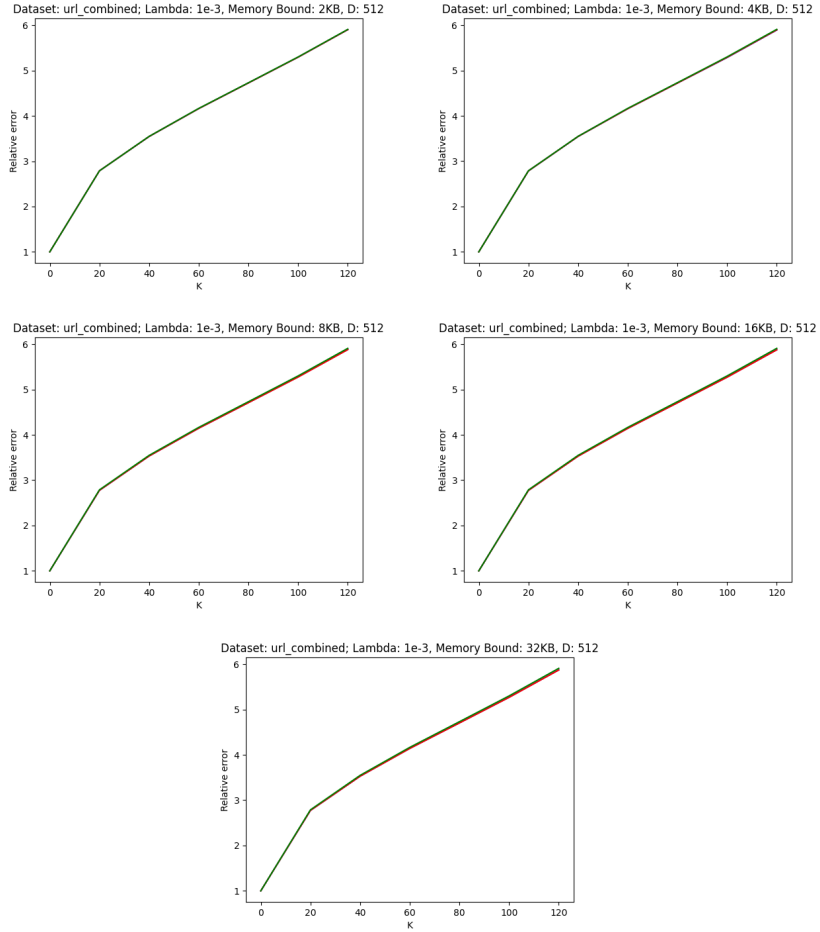 Dataset: url_combined; Lambda: 1e-3, Memory Bound: 2KB, D: 512
6
5
4
3
2
1
Relative error
0 20 40 60 80 100 120
K
Dataset: url_combined; Lambda: 1e-3, Memory Bound: 4KB, D: 512
6
5
4
3
2
1
Relative error
0 20 40 60 80 100 120
K
Dataset: url_combined; Lambda: 1e-3, Memory Bound: 8KB, D: 512
6
5
4
3
2
1
Relative error
0 20 40 60 80 100 120
K
Dataset: url_combined; Lambda: 1e-3, Memory Bound: 16KB, D: 512
6
5
4
3
2
1
Relative error
0 20 40 60 80 100 120
K
Dataset: url_combined; Lambda: 1e-3, Memory Bound: 32KB, D: 512
6
5
4
3
2
1
Relative error
0 20 40 60 80 100 120
K